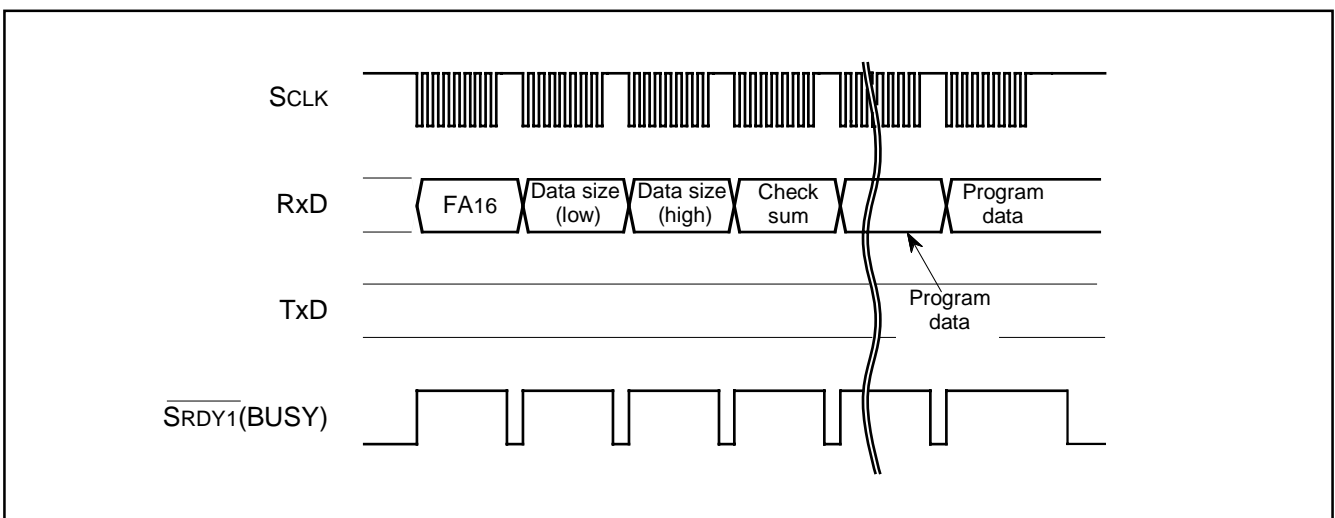 SCLK
RxD
FA16
Data size
(low)
Data size
(high)
Check
sum
Program
data
TxD
Program
data
SRDY1(BUSY)